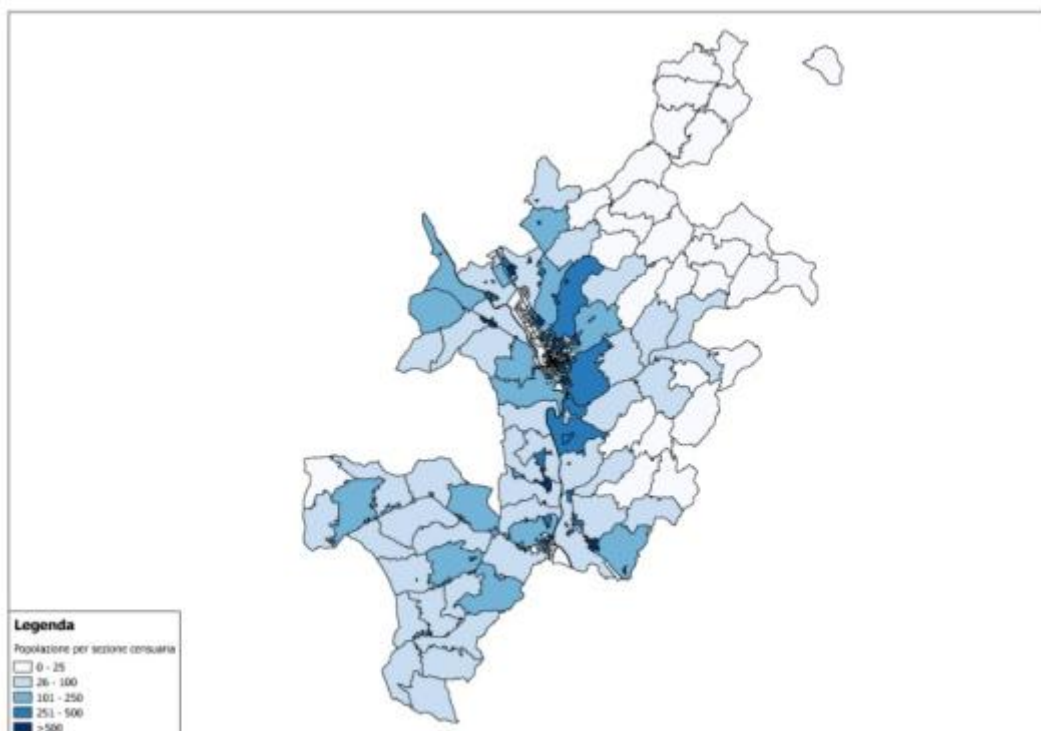 Legenda
Popolazione per sezione censuaria
0 - 25
26 - 100
101 - 250
251 - 500
>500